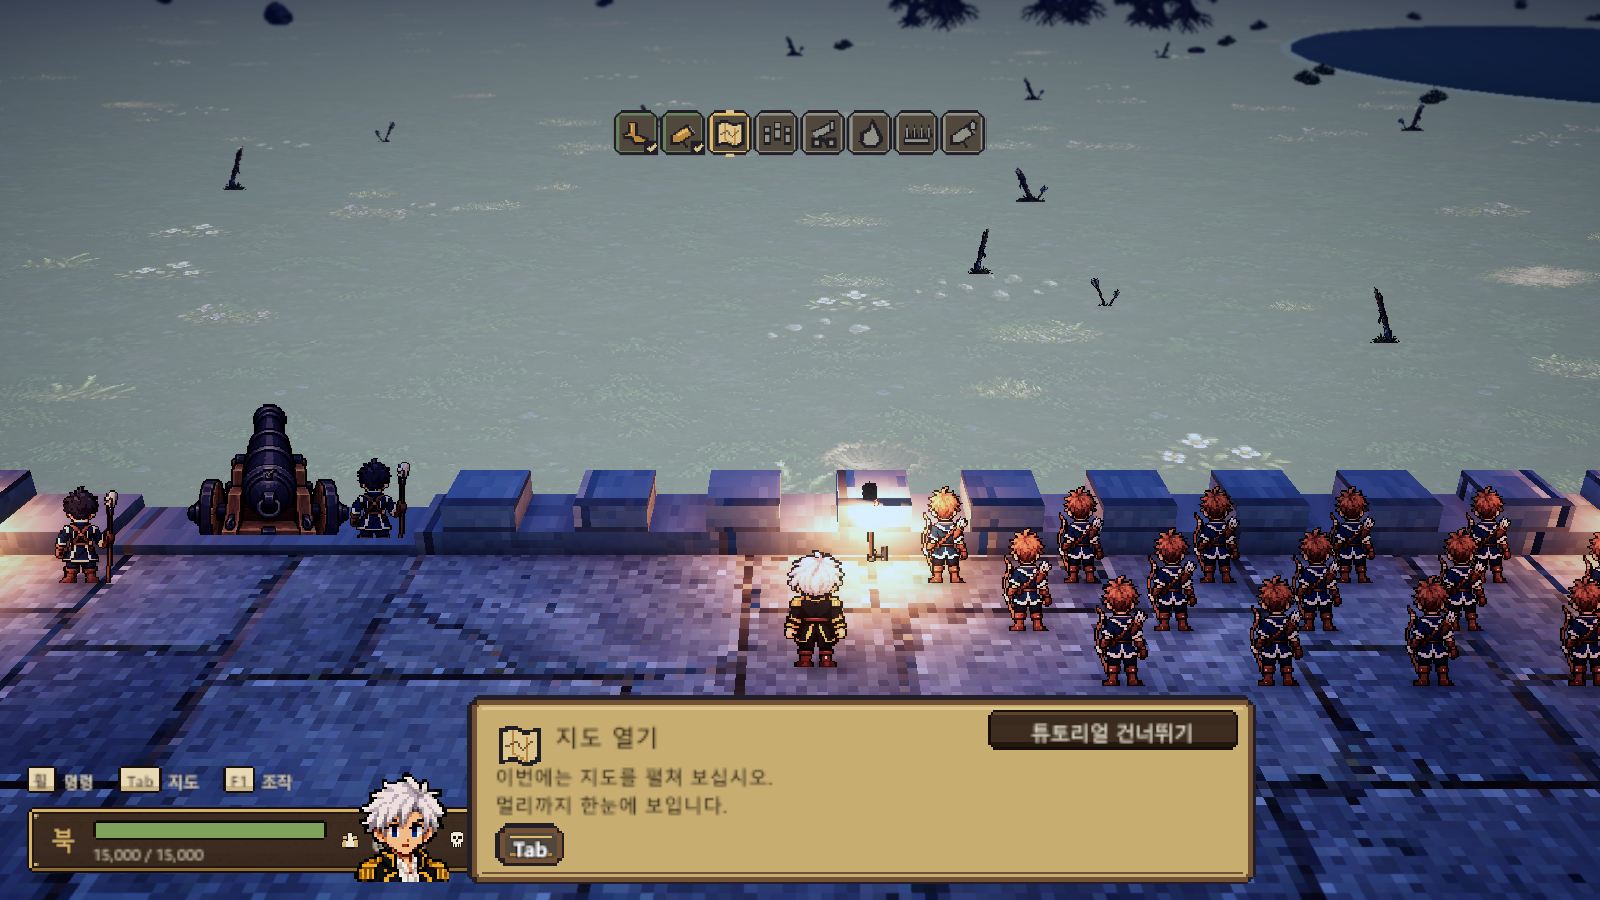 지도 열기
튜토리얼 건너뛰기
이번에는 지도를 펼쳐 보십시오.
멀리까지 한눈에 보입니다.
Tab
휠 명령 Tab 지도 F1 조작
북
15,000 / 15,000